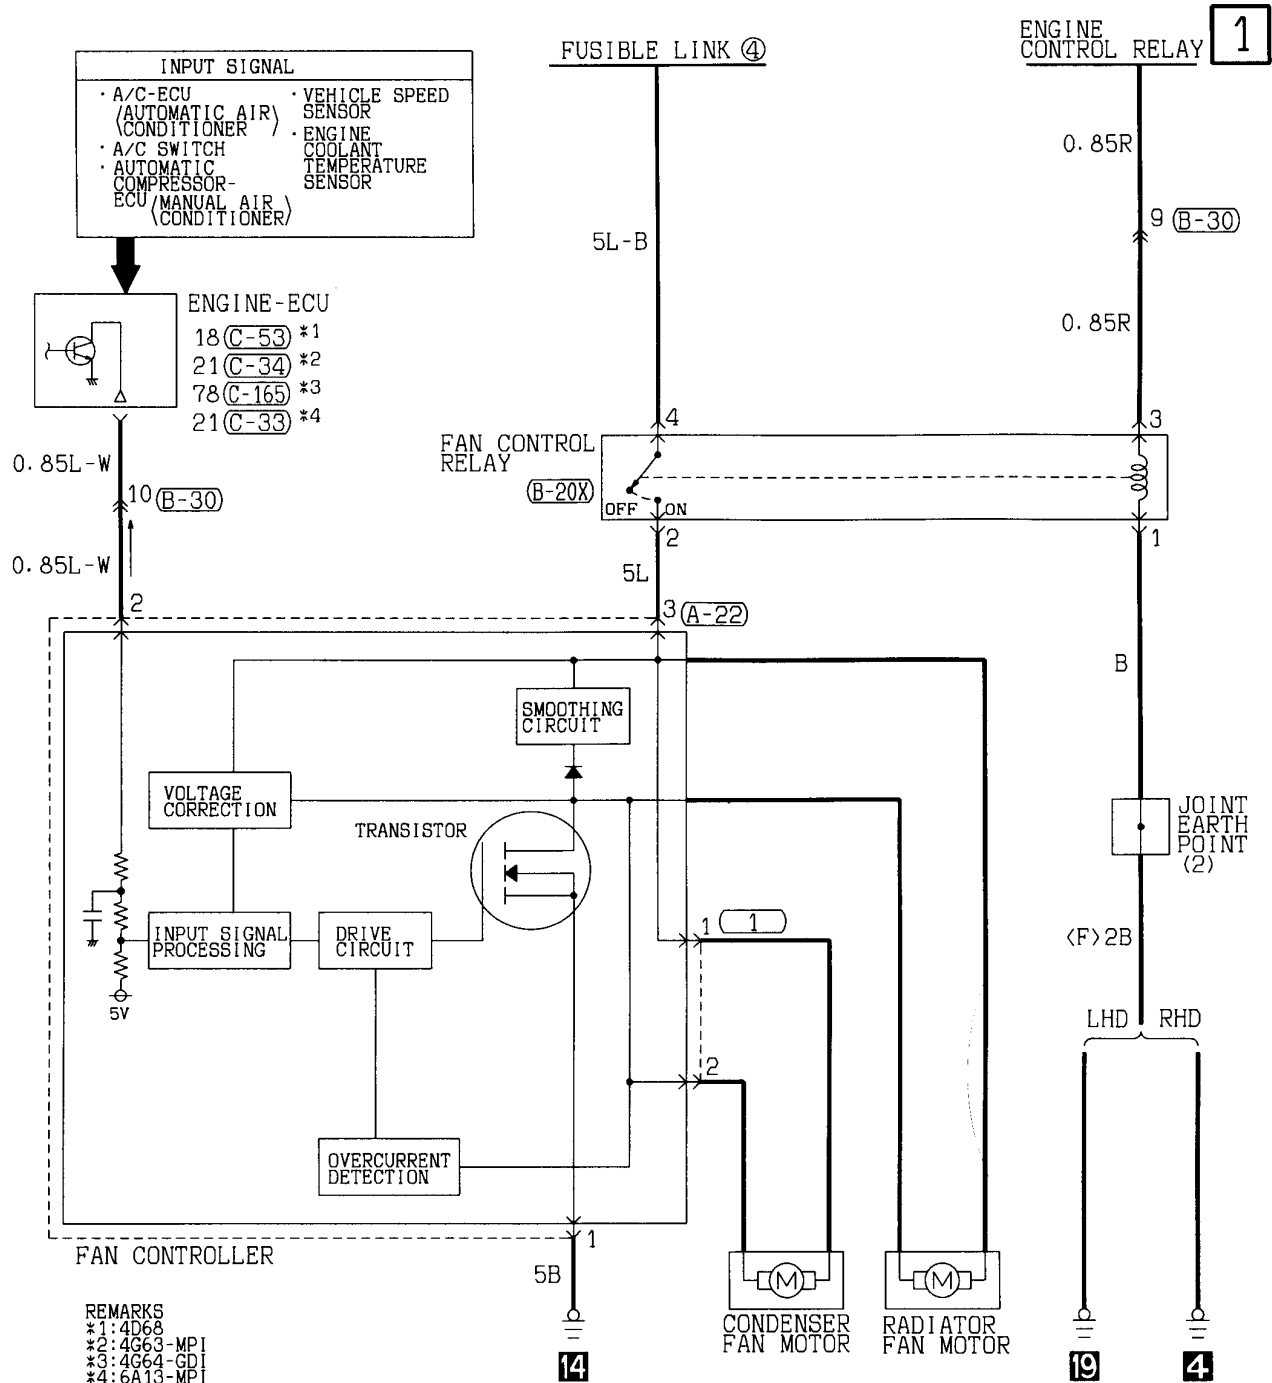 ENGINE
CONTROL RELAY
1
FUSIBLE LINK ④
INPUT SIGNAL
· A/C-ECU
(AUTOMATIC AIR
CONDITIONER)
· A/C SWITCH
· AUTOMATIC
COMPRESSOR-
ECU (MANUAL AIR
CONDITIONER)
· VEHICLE SPEED
SENSOR
· ENGINE
COOLANT
TEMPERATURE
SENSOR
0.85R
9 (B-30)
5L-B
ENGINE-ECU
18 (C-53) *1
21 (C-34) *2
78 (C-165) *3
21 (C-33) *4
0.85R
4
3
FAN CONTROL
RELAY
(B-20X)
OFF
ON
0.85L-W
10 (B-30)
2
1
0.85L-W
5L
2
3 (A-22)
B
SMOOTHING
CIRCUIT
VOLTAGE
CORRECTION
TRANSISTOR
JOINT
EARTH
POINT
(2)
INPUT SIGNAL
PROCESSING
DRIVE
CIRCUIT
1 (1)
<F>2B
5V
LHD
RHD
2
OVERCURRENT
DETECTION
1
FAN CONTROLLER
5B
M
M
CONDENSER
FAN MOTOR
RADIATOR
FAN MOTOR
REMARKS
*1:4D68
*2:4G63-MPI
*3:4G64-GDI
*4:6A13-MPI
14
19
4